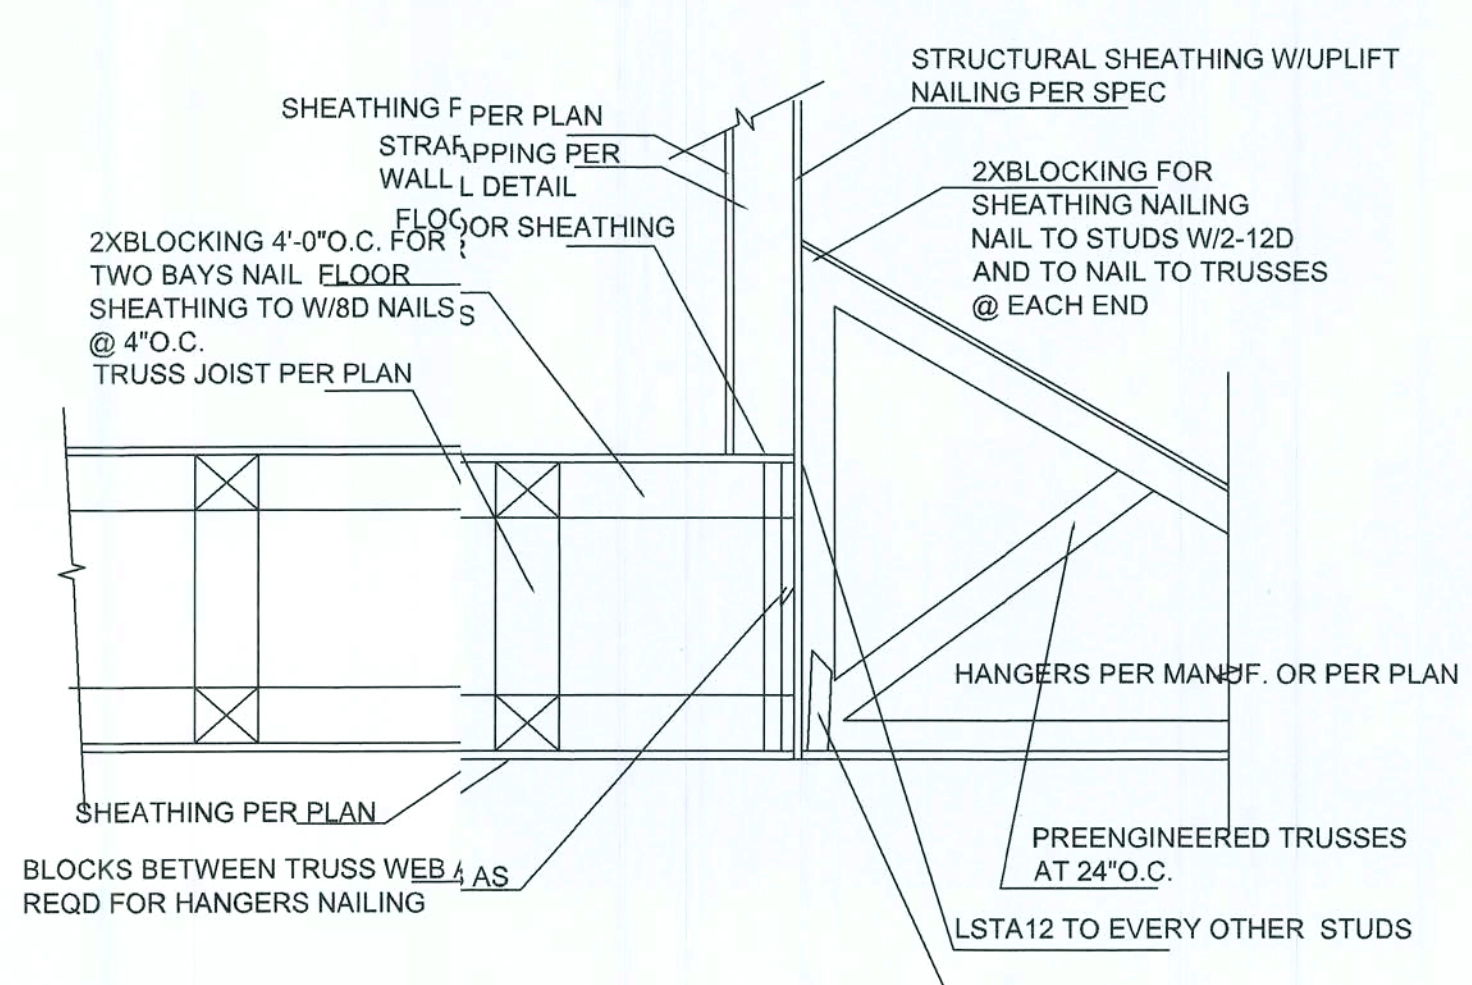 STRUCTURAL SHEATHING W/UPLIFT
NAILING PER SPEC
SHEATHING PER PLAN
STRAPPING PER
WALL DETAIL
FLOOR SHEATHING
2XBLOCKING FOR
SHEATHING NAILING
NAIL TO STUDS W/2-12D
AND TO NAIL TO TRUSSES
@ EACH END
2XBLOCKING 4'-0"O.C. FOR
TWO BAYS NAIL FLOOR
SHEATHING TO W/8D NAILS
@ 4"O.C.
TRUSS JOIST PER PLAN
HANGERS PER MANUF. OR PER PLAN
SHEATHING PER PLAN
BLOCKS BETWEEN TRUSS WEB AS
REQD FOR HANGERS NAILING
PREENGINEERED TRUSSES
AT 24"O.C.
LSTA12 TO EVERY OTHER STUDS